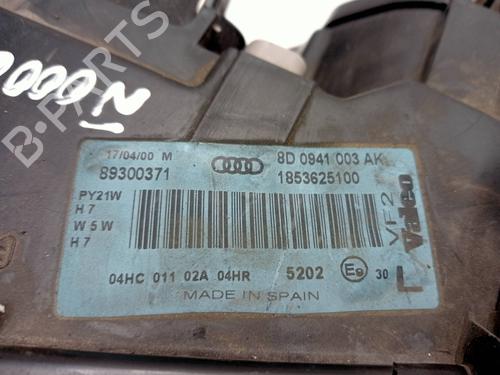 B-PARTS
17/04/00 M
8D 0941 003 AK
89300371
1853625100
PY21W
H7
W5W
H7
VF2
Valeo
L
04HC 011 02A 04HR
5202
E9
30
MADE IN SPAIN